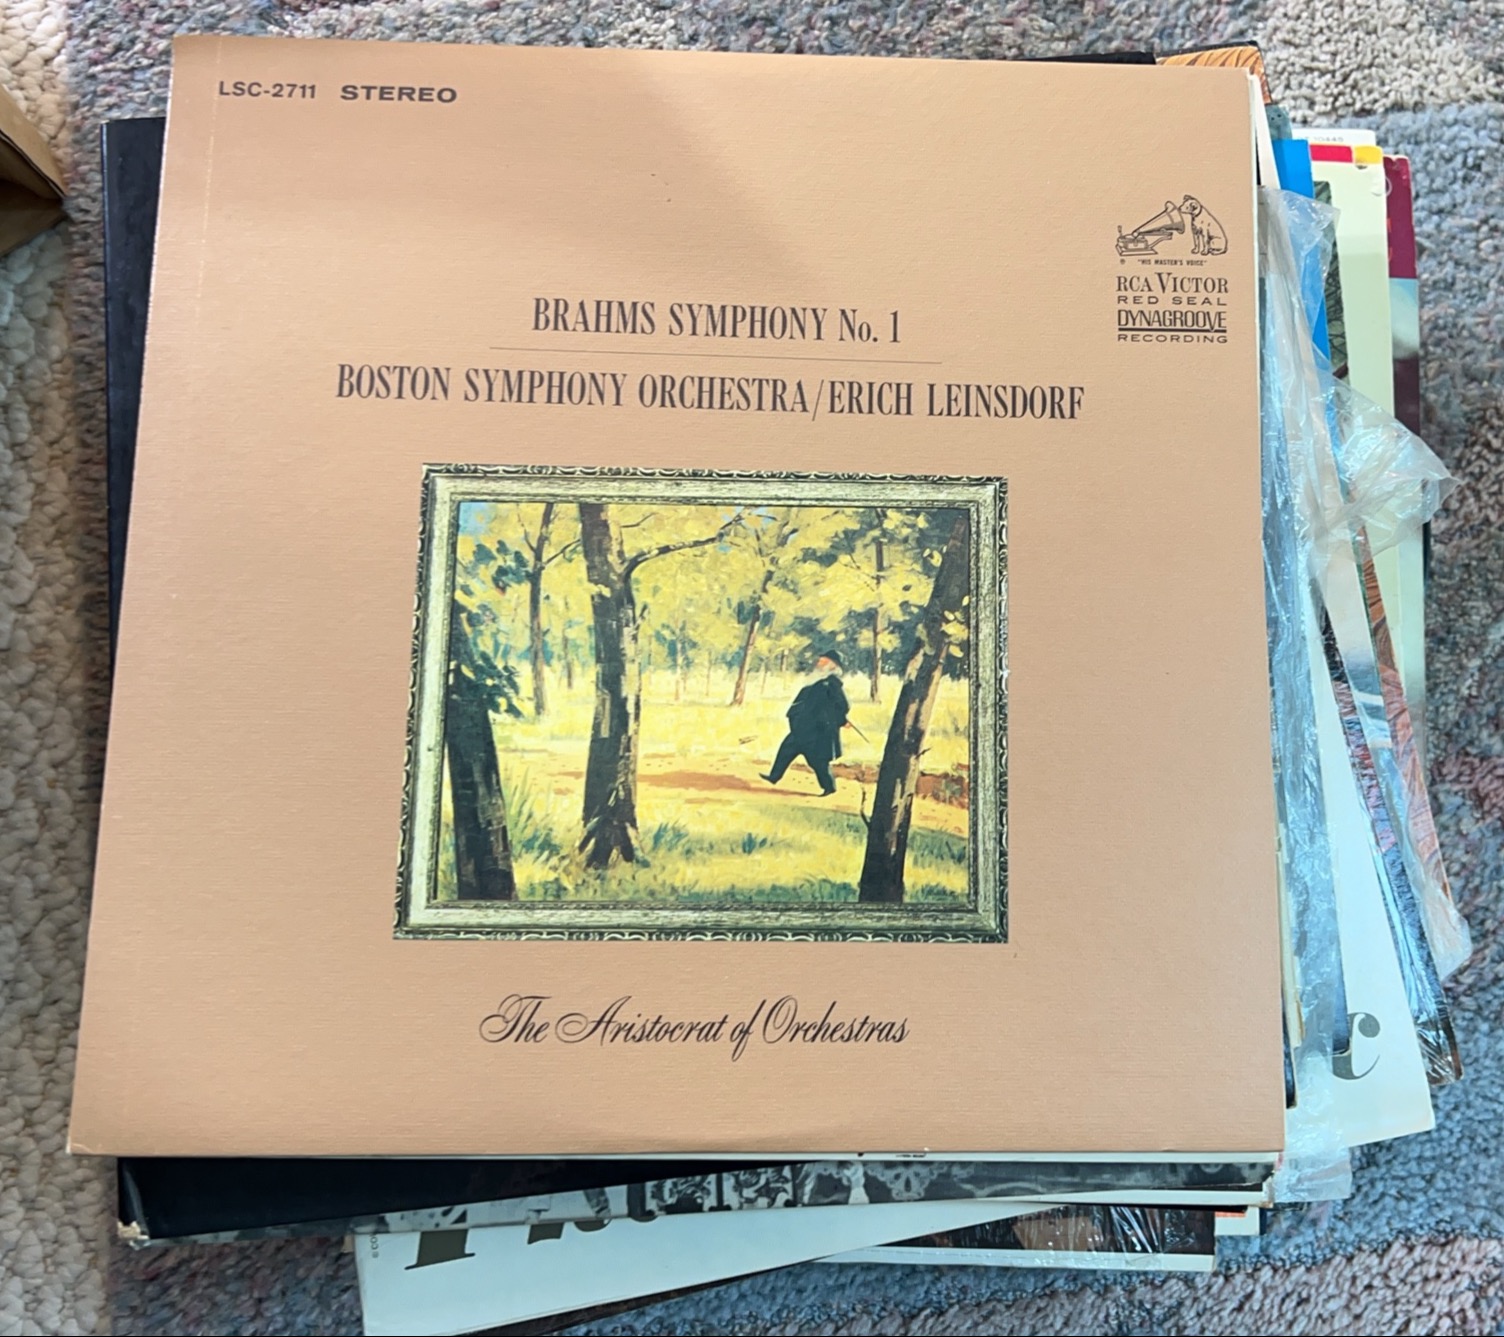 LSC-2711 STEREO
"HIS MASTER'S VOICE"
RCA VICTOR
RED SEAL
DYNAGROOVE
RECORDING
BRAHMS SYMPHONY No. 1
BOSTON SYMPHONY ORCHESTRA/ERICH LEINSDORF
The Aristocrat of Orchestras
c